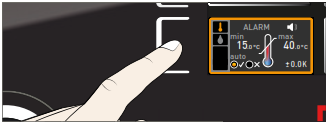 ALARM
min max
15.0°C 40.0°C
auto
✓ ✗ ±0.0K